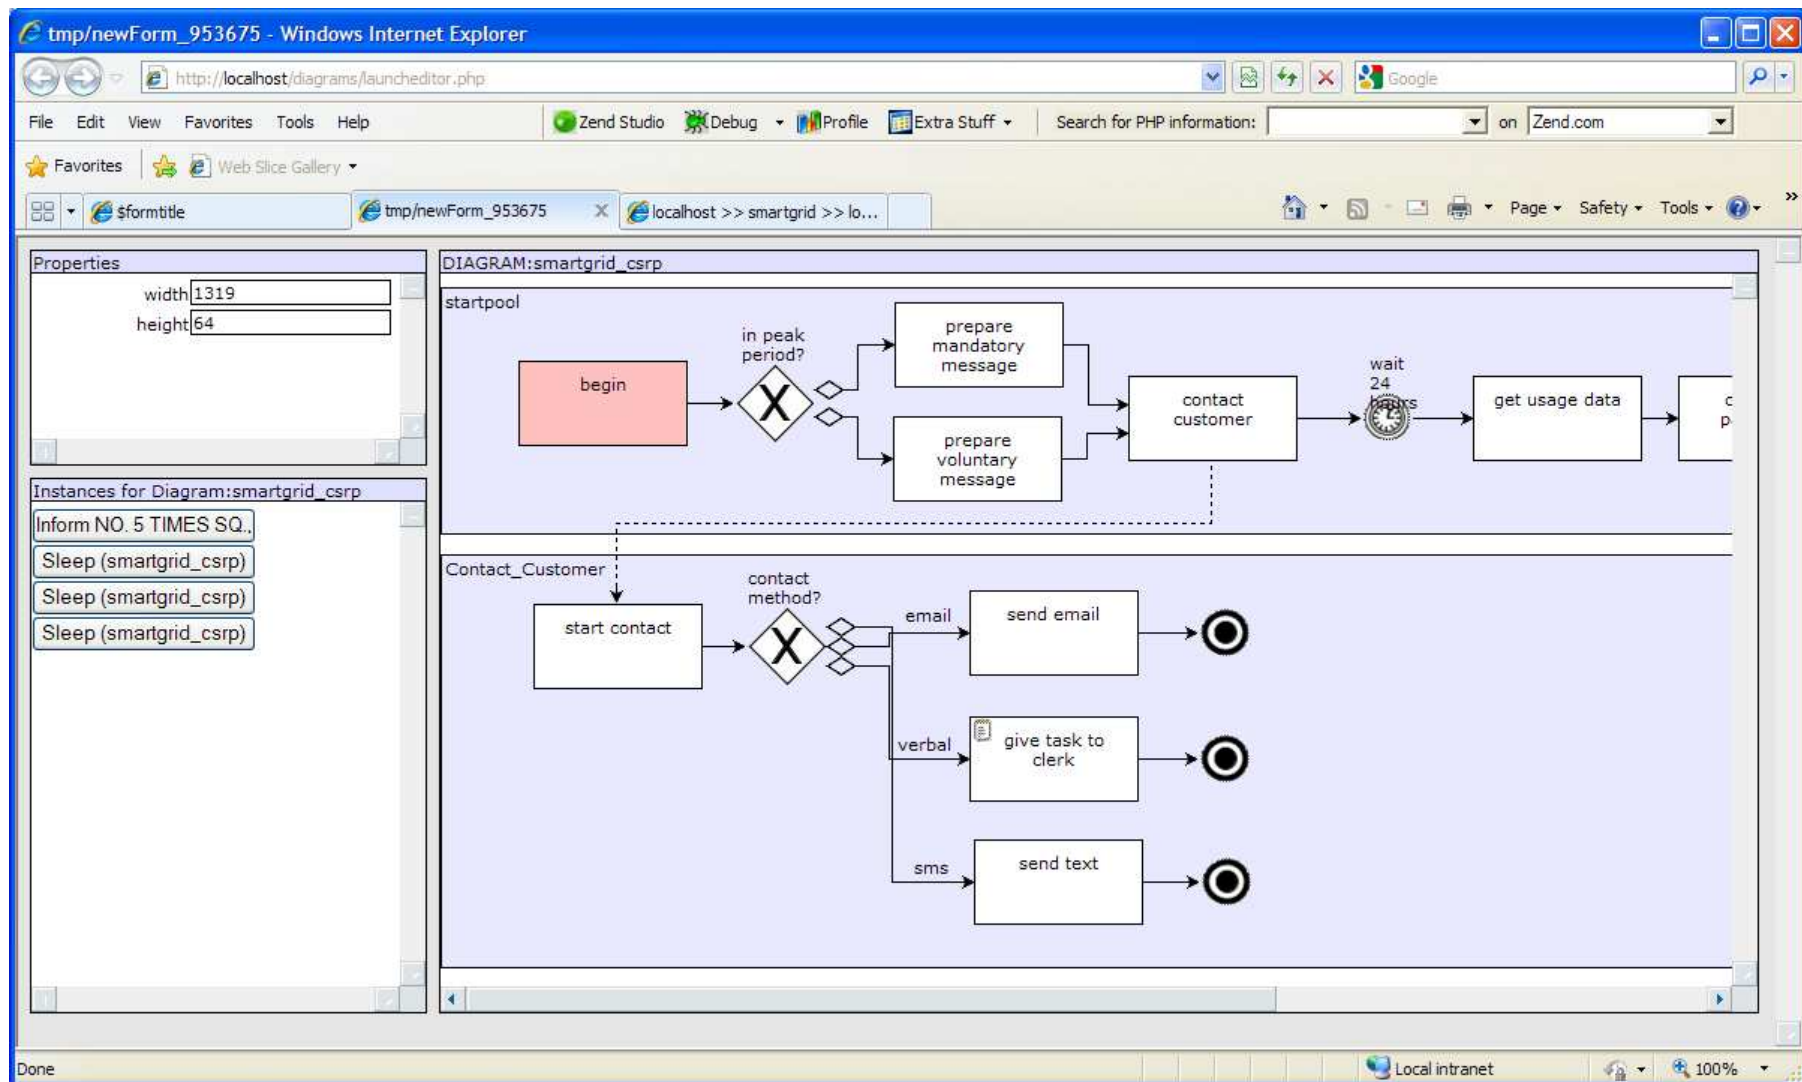 tmp/newForm_953675 - Windows Internet Explorer
http://localhost/diagrams/launcheditor.php
Google
File Edit View Favorites Tools Help
Zend Studio Debug Profile Extra Stuff Search for PHP information: on Zend.com
Favorites Web Slice Gallery
$formtitle tmp/newForm_953675 X localhost >> smartgrid >> lo...
Page Safety Tools »
Properties
width 1319
height 64
Instances for Diagram:smartgrid_csrp
Inform NO. 5 TIMES SQ.,
Sleep (smartgrid_csrp)
Sleep (smartgrid_csrp)
Sleep (smartgrid_csrp)
DIAGRAM:smartgrid_csrp
startpool
begin
in peak
period?
X
prepare
mandatory
message
prepare
voluntary
message
contact
customer
wait
24
hours
get usage data
Contact_Customer
start contact
contact
method?
X
email
send email
verbal
give task to
clerk
sms
send text
Done
Local intranet
100%